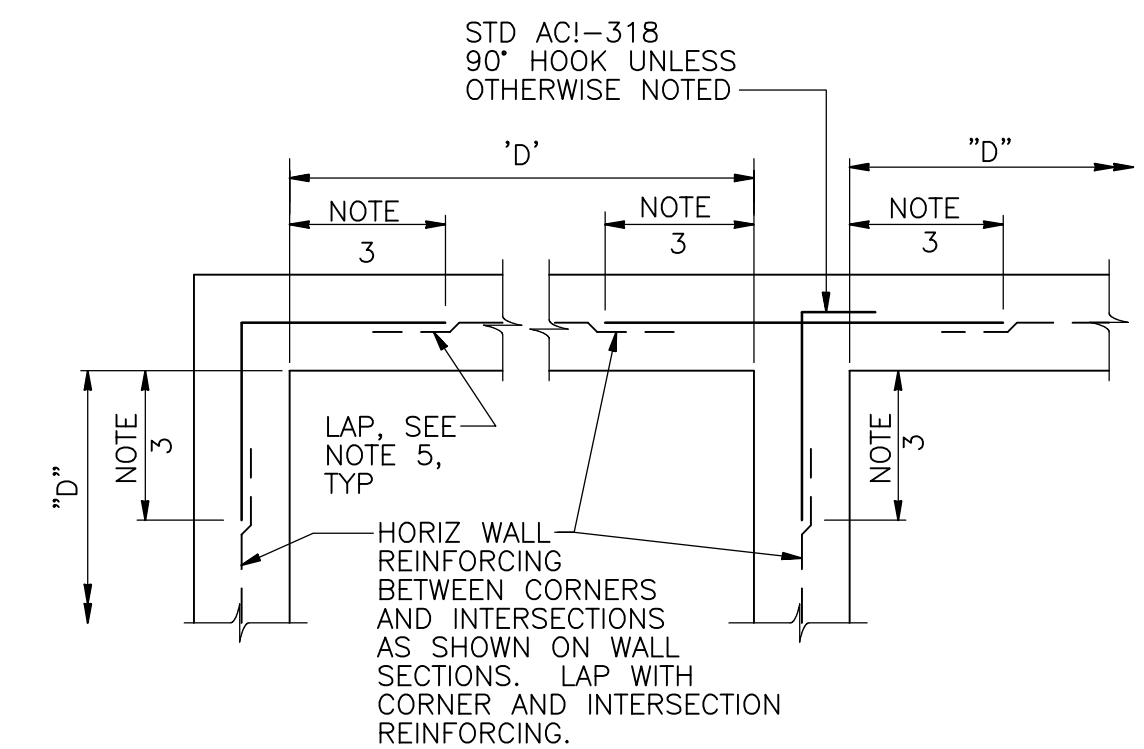 STD AC!-318
90° HOOK UNLESS
OTHERWISE NOTED
'D'
"D"
NOTE
3
NOTE
3
NOTE
3
"D"
NOTE
3
NOTE
3
LAP, SEE
NOTE 5,
TYP
HORIZ WALL
REINFORCING
BETWEEN CORNERS
AND INTERSECTIONS
AS SHOWN ON WALL
SECTIONS. LAP WITH
CORNER AND INTERSECTION
REINFORCING.